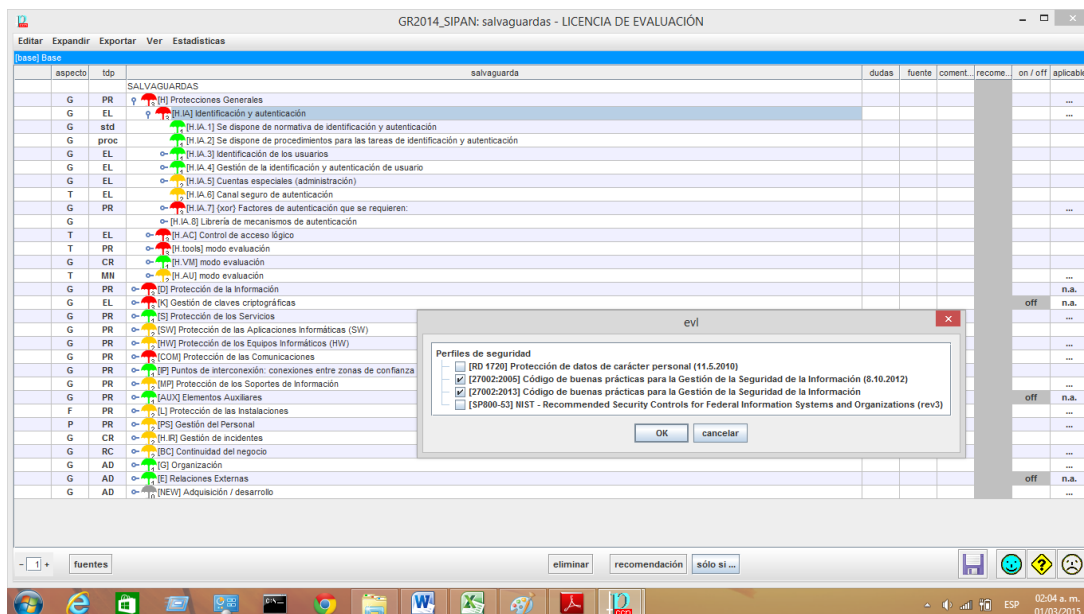 GR2014_SIPAN: salvaguardas - LICENCIA DE EVALUACIÓN
Editar Expandir Exportar Ver Estadísticas
[base] Base
aspecto tdp salvaguarda dudas fuente coment... recome... on / off aplicable
SALVAGUARDAS
G PR [H] Protecciones Generales ...
G EL [H.IA] Identificación y autenticación ...
G std [H.IA.1] Se dispone de normativa de identificación y autenticación
G proc [H.IA.2] Se dispone de procedimientos para las tareas de identificación y autenticación
G EL [H.IA.3] Identificación de los usuarios
G EL [H.IA.4] Gestión de la identificación y autenticación de usuario
G EL [H.IA.5] Cuentas especiales (administración)
T EL [H.IA.6] Canal seguro de autenticación
G PR [H.IA.7] {xor} Factores de autenticación que se requieren: ...
G [H.IA.8] Librería de mecanismos de autenticación
T EL [H.AC] Control de acceso lógico
T PR [H.tools] modo evaluación
G CR [H.VM] modo evaluación
T MN [H.AU] modo evaluación ...
G PR [D] Protección de la Información n.a.
G EL [K] Gestión de claves criptográficas off n.a.
G PR [S] Protección de los Servicios ...
G PR [SW] Protección de las Aplicaciones Informáticas (SW)
G PR [HW] Protección de los Equipos Informáticos (HW) ...
G PR [COM] Protección de las Comunicaciones ...
G PR [IP] Puntos de interconexión: conexiones entre zonas de confianza
G PR [MP] Protección de los Soportes de Información ...
G PR [AUX] Elementos Auxiliares off n.a.
F PR [L] Protección de las Instalaciones ...
P PR [PS] Gestión del Personal ...
G CR [H.IR] Gestión de incidentes
G RC [BC] Continuidad del negocio ...
G AD [G] Organización ...
G AD [E] Relaciones Externas off n.a.
G AD [NEW] Adquisición / desarrollo ...
evl
Perfiles de seguridad
[RD 1720] Protección de datos de carácter personal (11.5.2010)
[27002:2005] Código de buenas prácticas para la Gestión de la Seguridad de la Información (8.10.2012)
[27002:2013] Código de buenas prácticas para la Gestión de la Seguridad de la Información
[SP800-53] NIST - Recommended Security Controls for Federal Information Systems and Organizations (rev3)
OK cancelar
- 1 + fuentes eliminar recomendación sólo si ...
ESP 02:04 a. m.